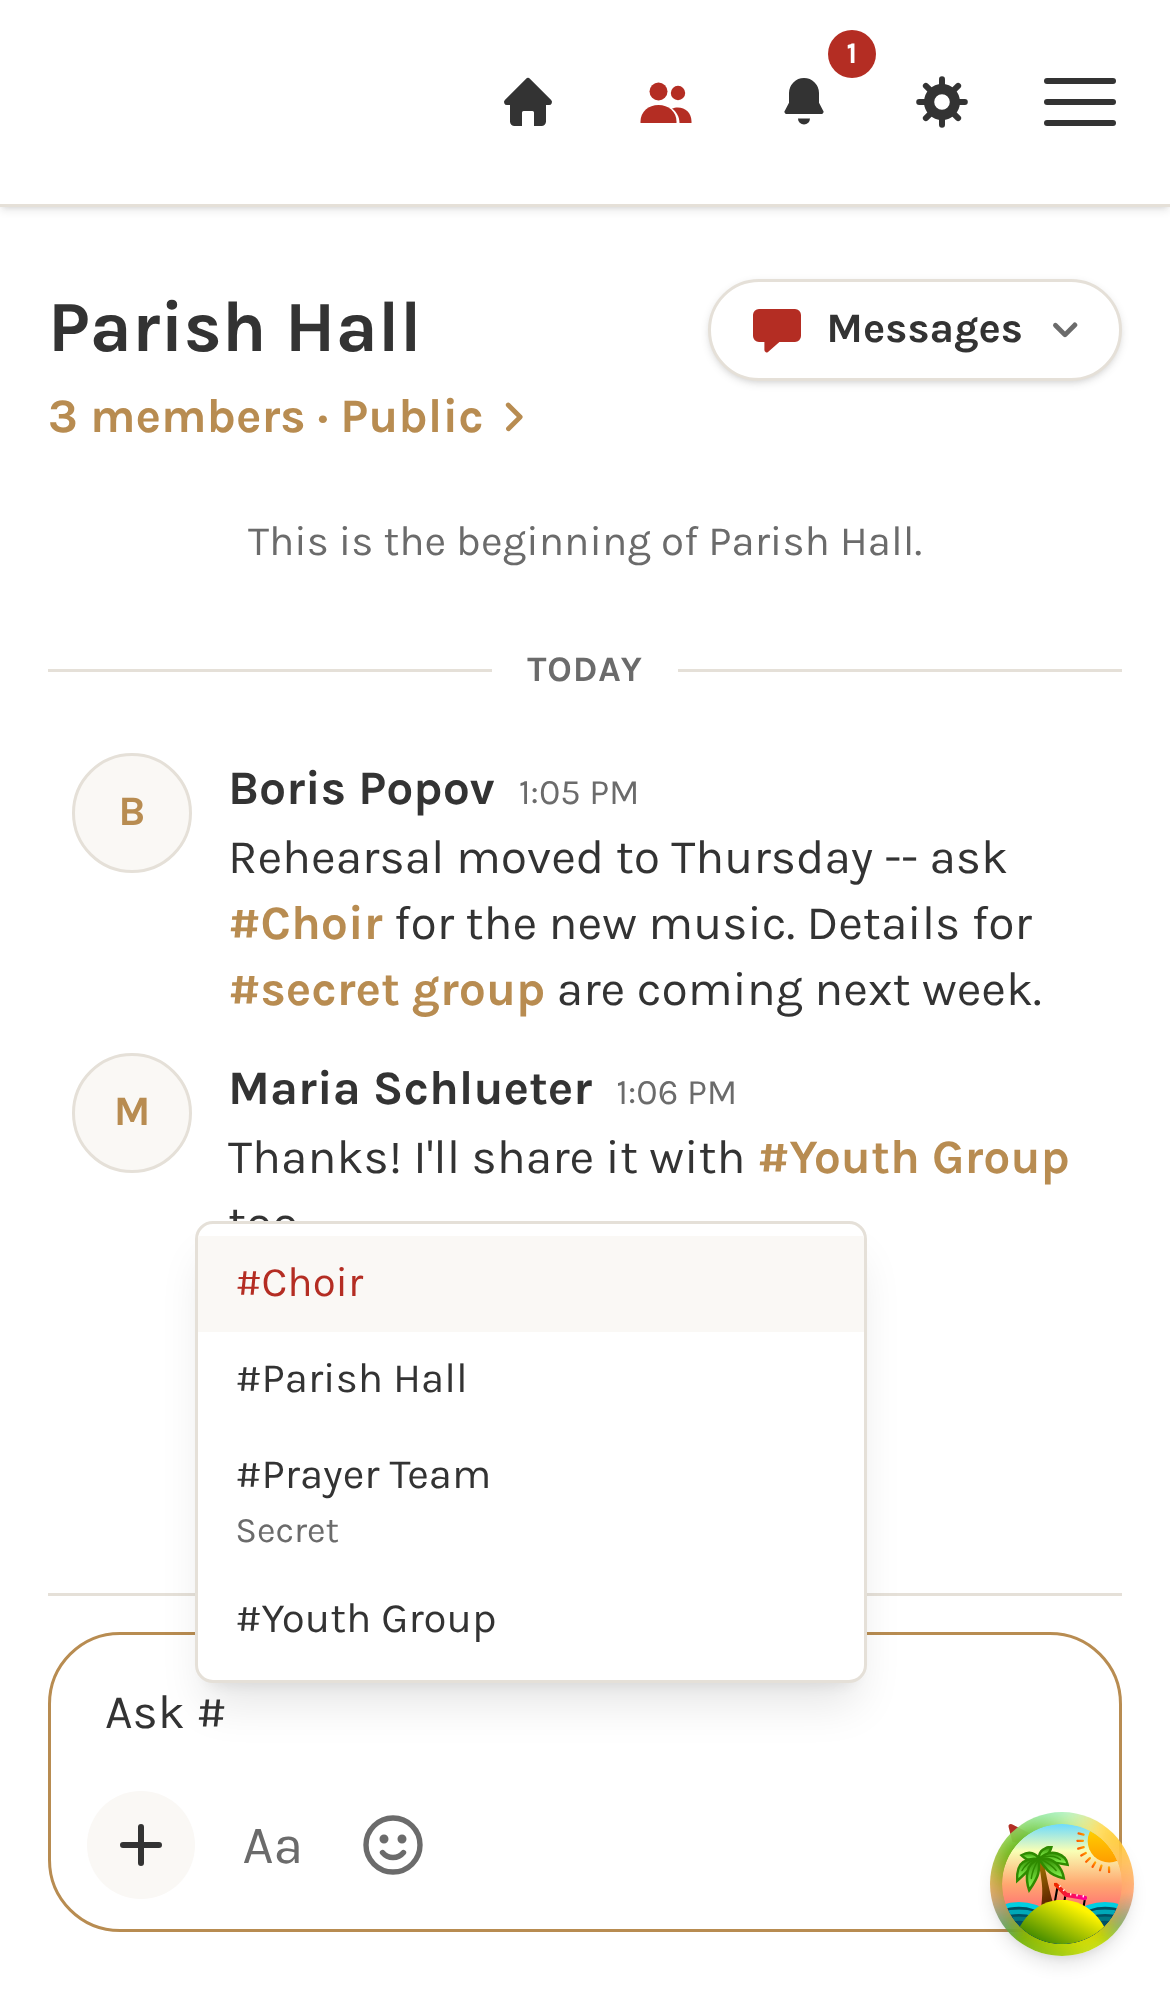 1
Parish Hall
Messages
3 members · Public
This is the beginning of Parish Hall.
TODAY
B
Boris Popov 1:05 PM
Rehearsal moved to Thursday -- ask
#Choir for the new music. Details for
#secret group are coming next week.
M
Maria Schlueter 1:06 PM
Thanks! I'll share it with #Youth Group
#Choir
#Parish Hall
#Prayer Team
Secret
#Youth Group
Ask #
Aa